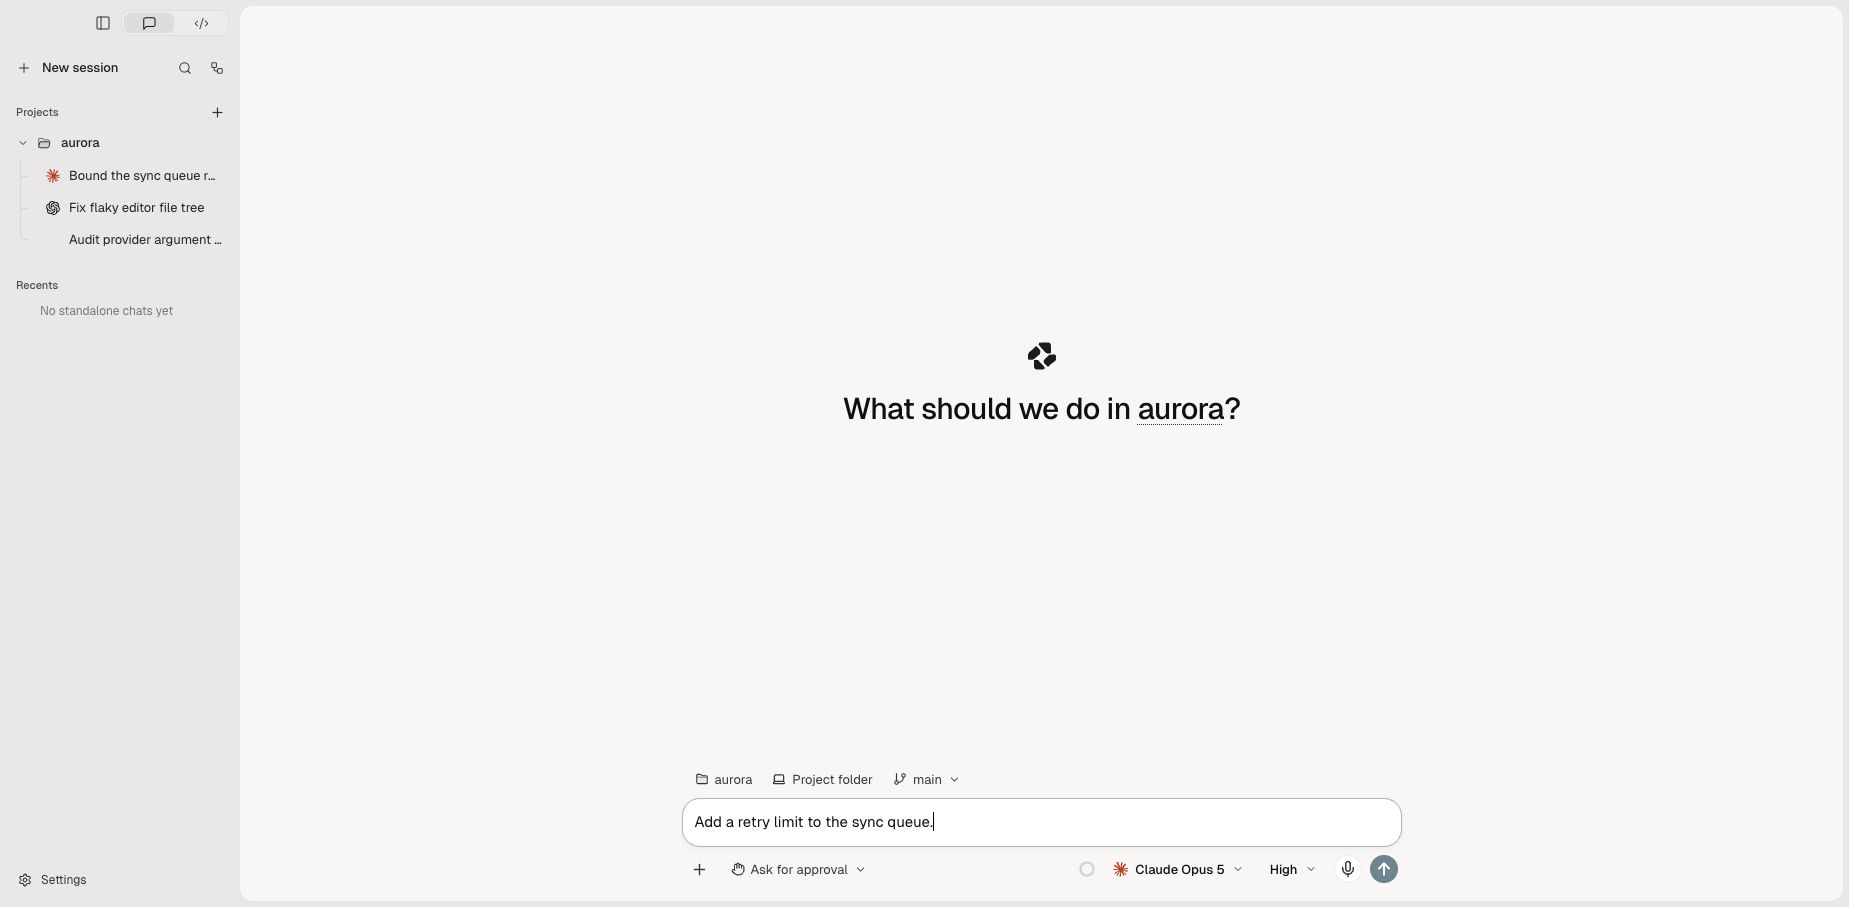 New session
Projects
aurora
Bound the sync queue r...
Fix flaky editor file tree
Audit provider argument ...
Recents
No standalone chats yet
What should we do in aurora?
aurora Project folder main
Add a retry limit to the sync queue.
Ask for approval Claude Opus 5 High
Settings